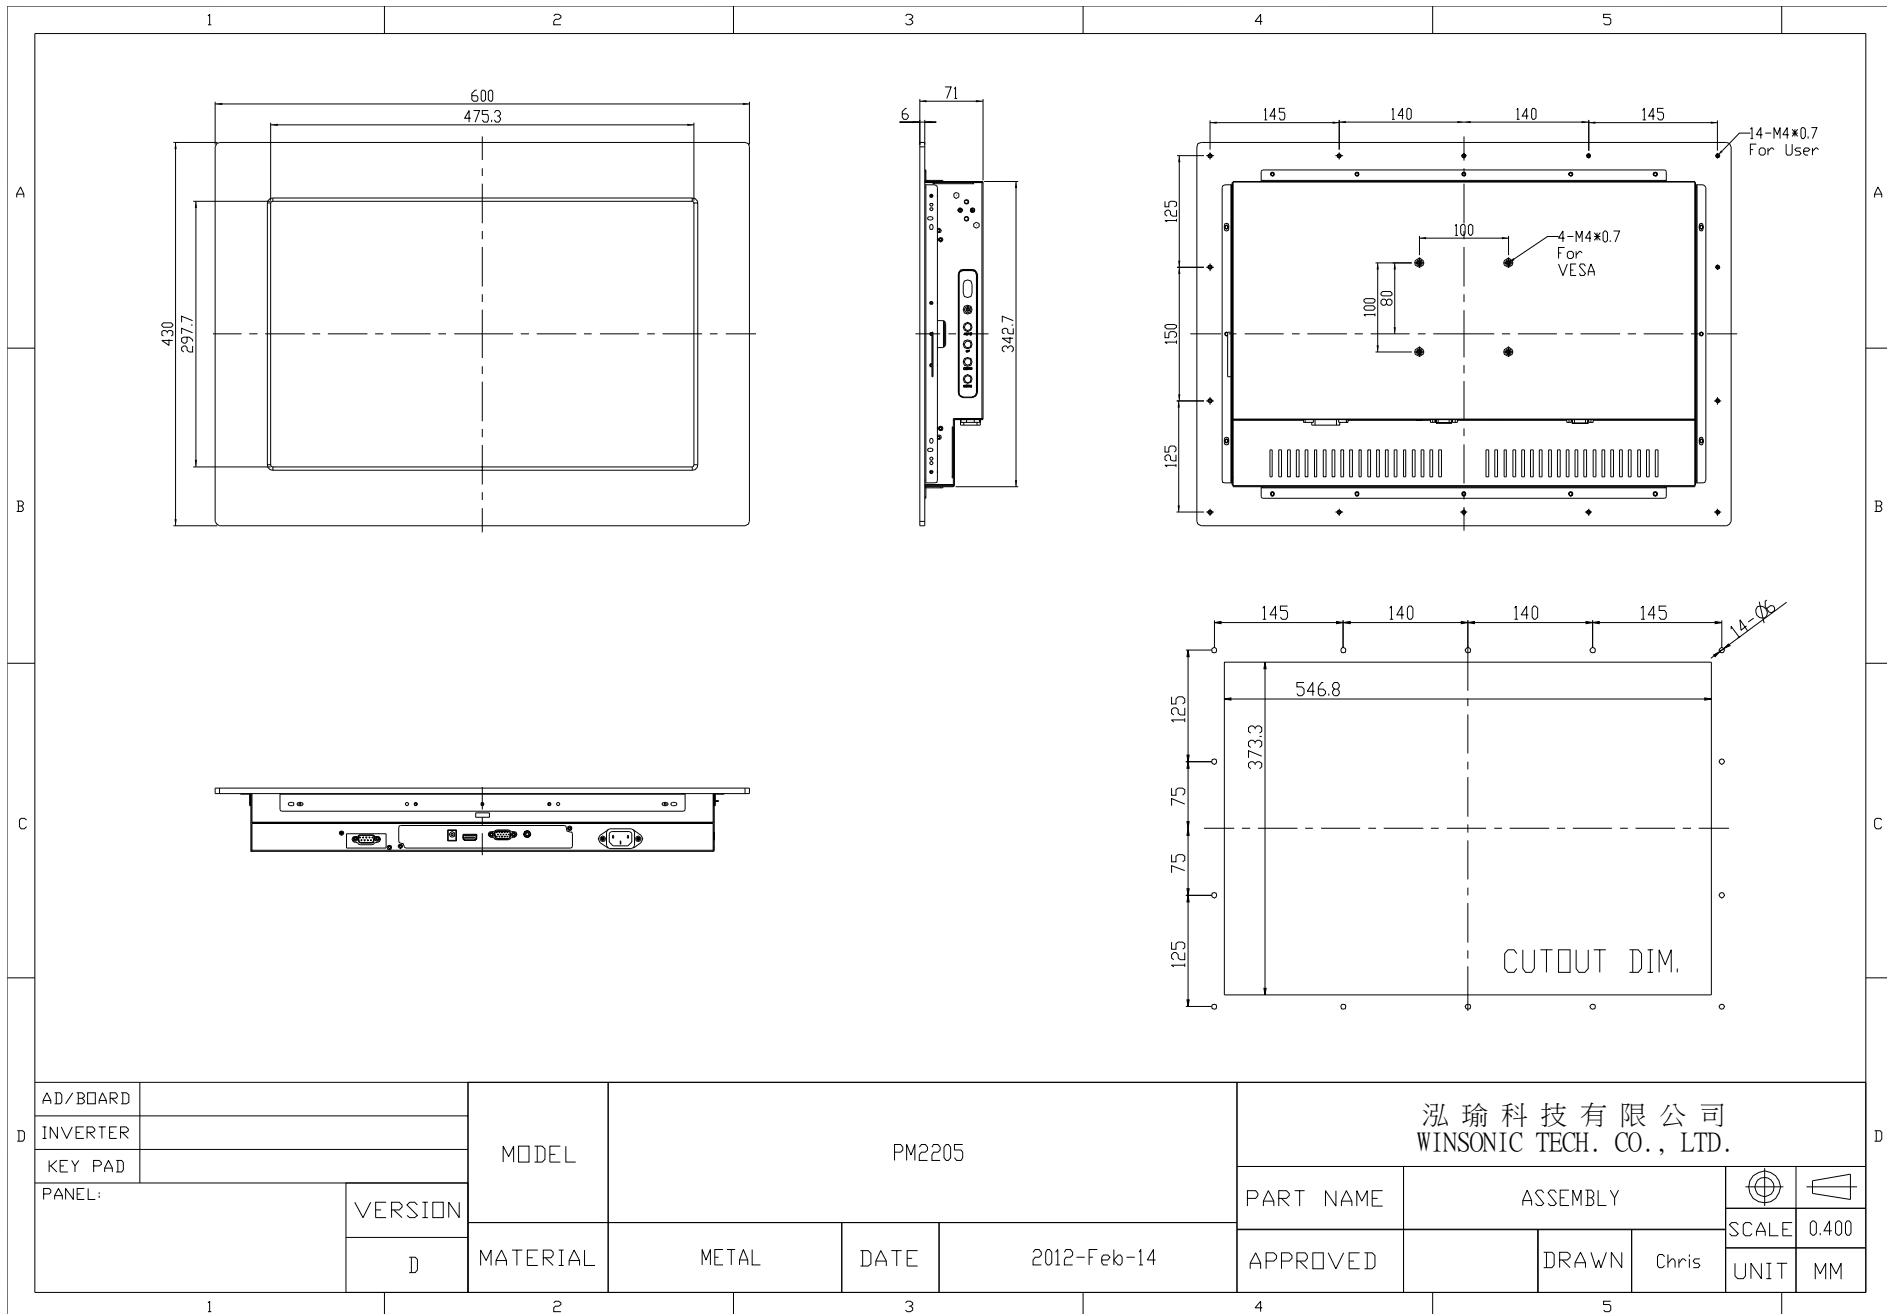 1 2 3 4 5
600
475.3
430
297.7
A
B
C
D
71
6
342.7
145 140 140 145
14-M4*0.7
For User
125
150
125
100
4-M4*0.7
For
VESA
100
80
A
B
C
D
145 140 140 145
14-Ø6
125
75
75
125
546.8
373.3
CUTOUT DIM.
AD/BOARD
INVERTER
KEY PAD
PANEL:
VERSION
D
MODEL
PM2205
MATERIAL
METAL
DATE
2012-Feb-14
泓瑜科技有限公司
WINSONIC TECH. CO., LTD.
PART NAME
ASSEMBLY
APPROVED
DRAWN
Chris
SCALE
0.400
UNIT
MM
1 2 3 4 5